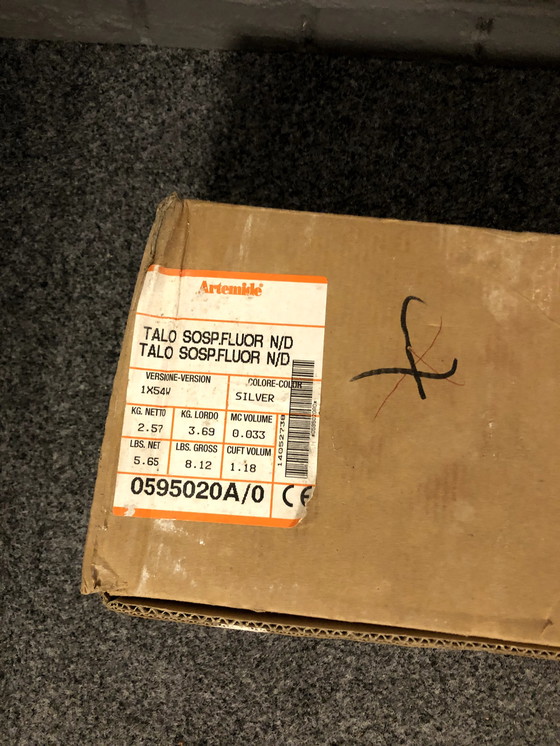 Artemide®
TALO SOSP.FLUOR N/D
TALO SOSP.FLUOR N/D
VERSIONE-VERSION COLORE-COLOR
1X54W SILVER
KG. NETTO KG. LORDO MC VOLUME
2.57 3.69 0.033
LBS. NET LBS. GROSS CUFT VOLUM
5.65 8.12 1.18
0595020A/0 CE
14052738